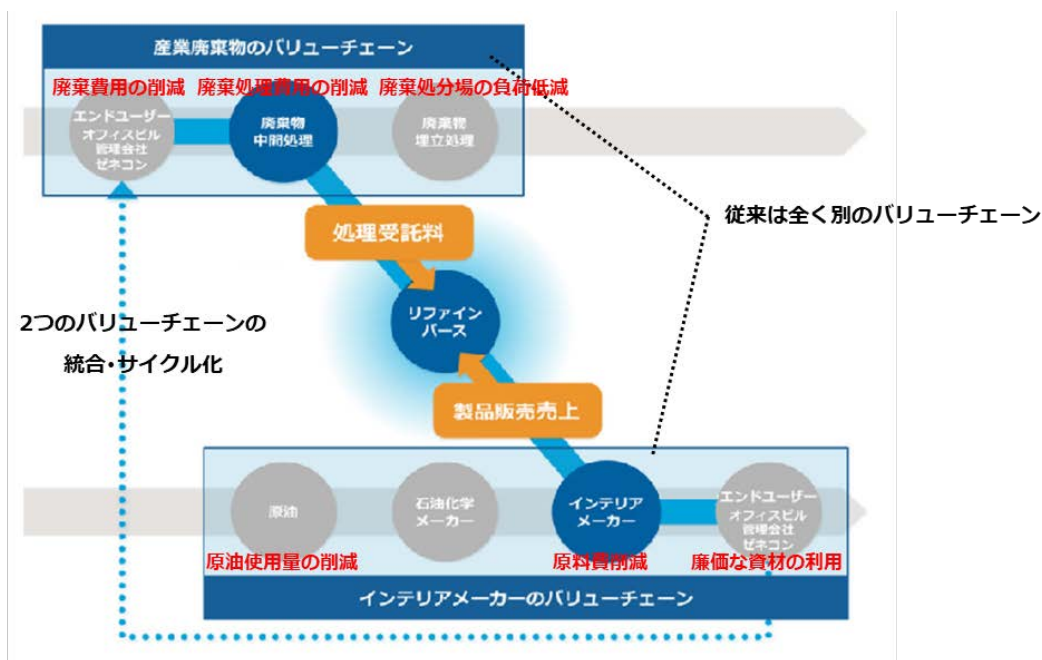 産業廃棄物のバリューチェーン
廃棄費用の削減
廃棄処理費用の削減
廃棄処分場の負荷低減
エンドユーザー
オフィスビル
管理会社
ゼネコン
廃棄物
中間処理
廃棄物
埋立処理
従来は全く別のバリューチェーン
処理受託料
リファイン
バース
2つのバリューチェーンの
統合・サイクル化
製品販売売上
原油
石油化学
メーカー
インテリア
メーカー
エンドユーザー
オフィスビル
管理会社
ゼネコン
原油使用量の削減
原料費削減
廉価な資材の利用
インテリアメーカーのバリューチェーン